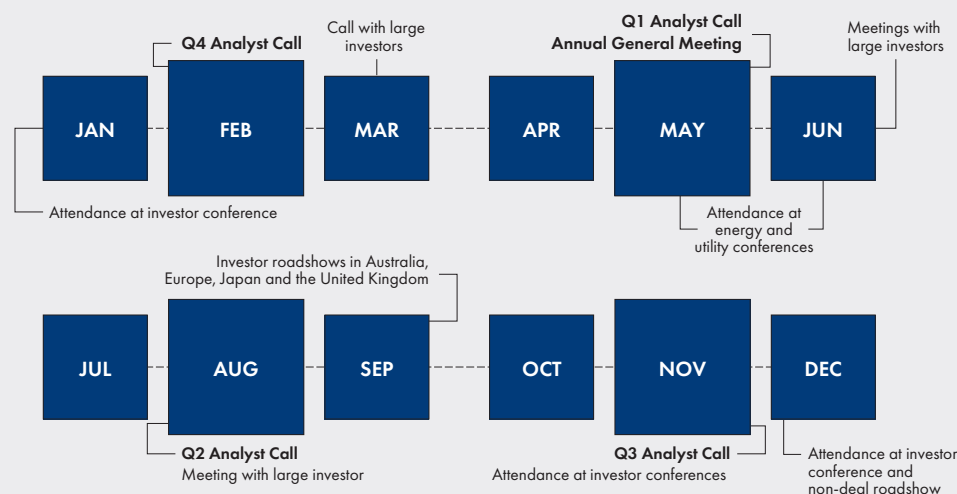 Q4 Analyst Call
Call with large
investors
Q1 Analyst Call
Annual General Meeting
Meetings with
large investors
JAN
FEB
MAR
APR
MAY
JUN
Attendance at investor conference
Attendance at
energy and
utility conferences
Investor roadshows in Australia,
Europe, Japan and the United Kingdom
JUL
AUG
SEP
OCT
NOV
DEC
Q2 Analyst Call
Meeting with large investor
Q3 Analyst Call
Attendance at investor conferences
Attendance at investor
conference and
non-deal roadshow